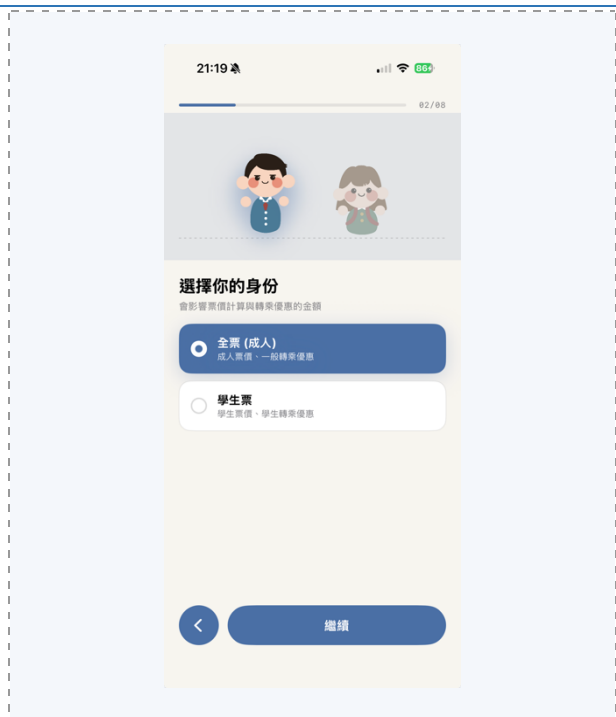 21:19
86
02/08
選擇你的身份
會影響票價計算與轉乘優惠的金額
全票 (成人)
成人票價、一般轉乘優惠
學生票
學生票價、學生轉乘優惠
繼續